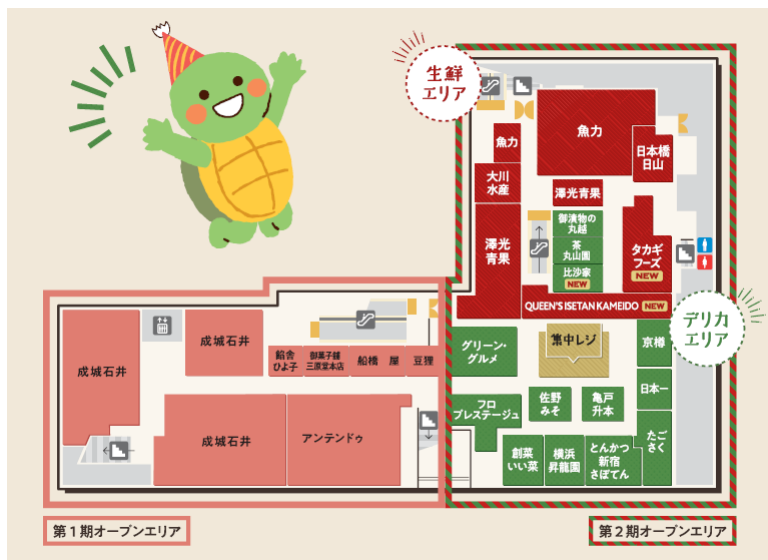 生鮮
エリア
魚力
魚力
日本橋
日山
大川
水産
澤光青果
澤光
青果
御漬物の
丸越
茶
丸山園
比沙家
NEW
タカギ
フーズ
NEW
QUEEN'S ISETAN KAMEIDO NEW
デリカ
エリア
成城石井
成城石井
餡舎
ひよ子
御菓子舗
三原堂本店
船橋屋
豆狸
グリーン・
グルメ
集中レジ
京樽
日本一
成城石井
アンテンドゥ
フロ
プレステージュ
佐野
みそ
亀戸
升本
創菜
いい菜
横浜
昇龍園
とんかつ
新宿
さぼてん
たご
さく
第1期オープンエリア
第2期オープンエリア